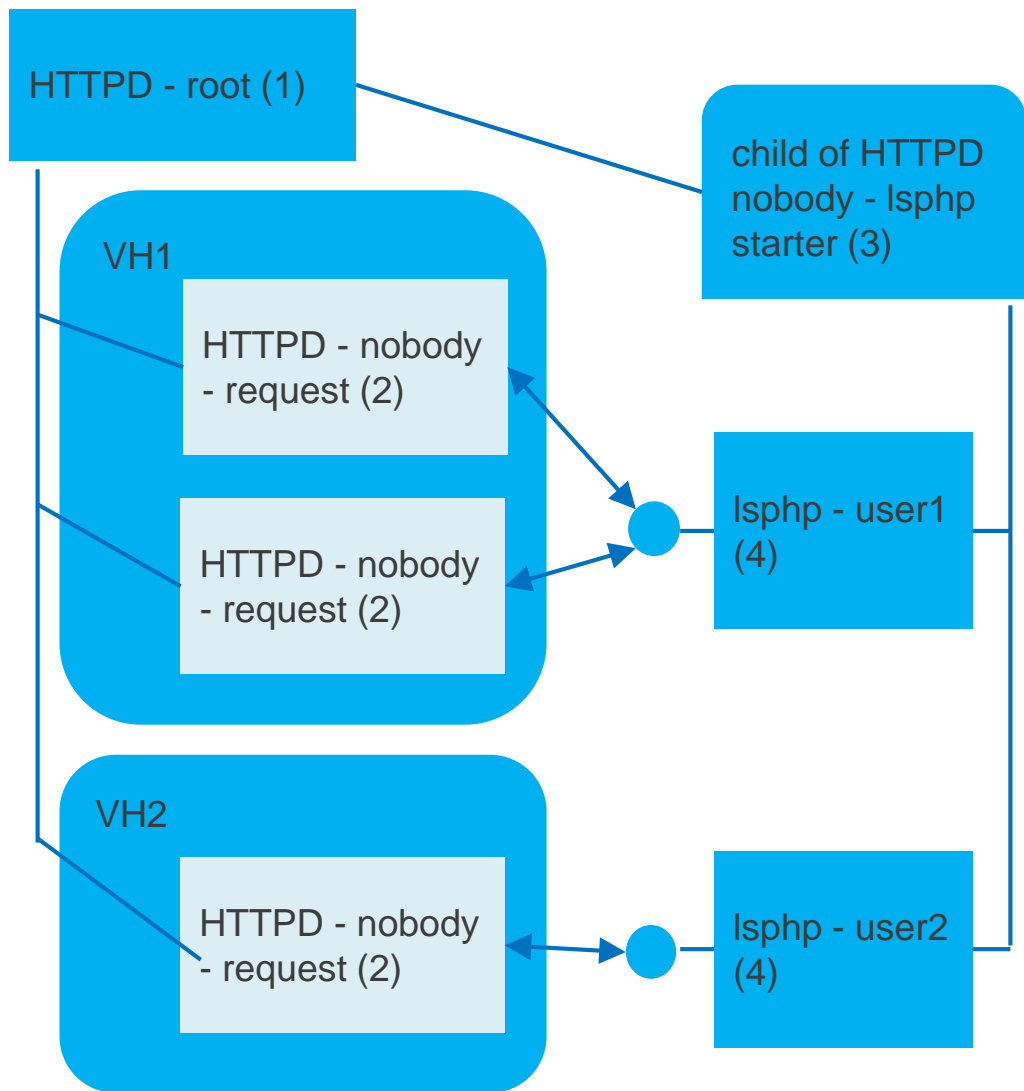 HTTPD - root (1)
child of HTTPD
nobody - lsphp
starter (3)
VH1
HTTPD - nobody
- request (2)
HTTPD - nobody
- request (2)
lsphp - user1
(4)
VH2
HTTPD - nobody
- request (2)
lsphp - user2
(4)